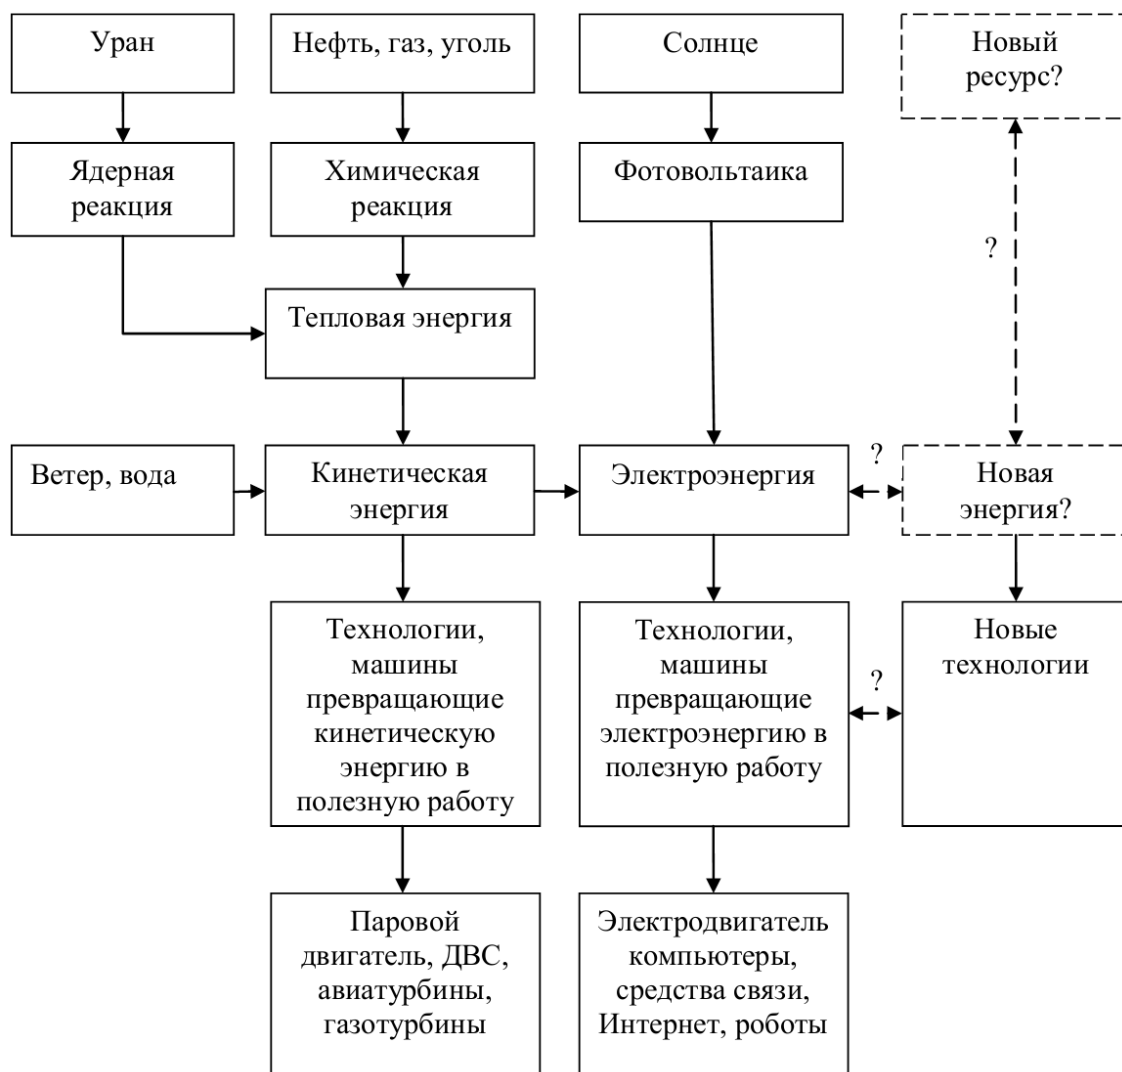 Уран
Нефть, газ, уголь
Солнце
Новый
ресурс?
Ядерная
реакция
Химическая
реакция
Фотовольтаика
?
Тепловая энергия
Ветер, вода
Кинетическая
энергия
Электроэнергия
?
Новая
энергия?
Технологии,
машины
превращающие
кинетическую
энергию в
полезную работу
Технологии,
машины
превращающие
электроэнергию в
полезную работу
?
Новые
технологии
Паровой
двигатель, ДВС,
авиатурбины,
газотурбины
Электродвигатель
компьютеры,
средства связи,
Интернет, роботы